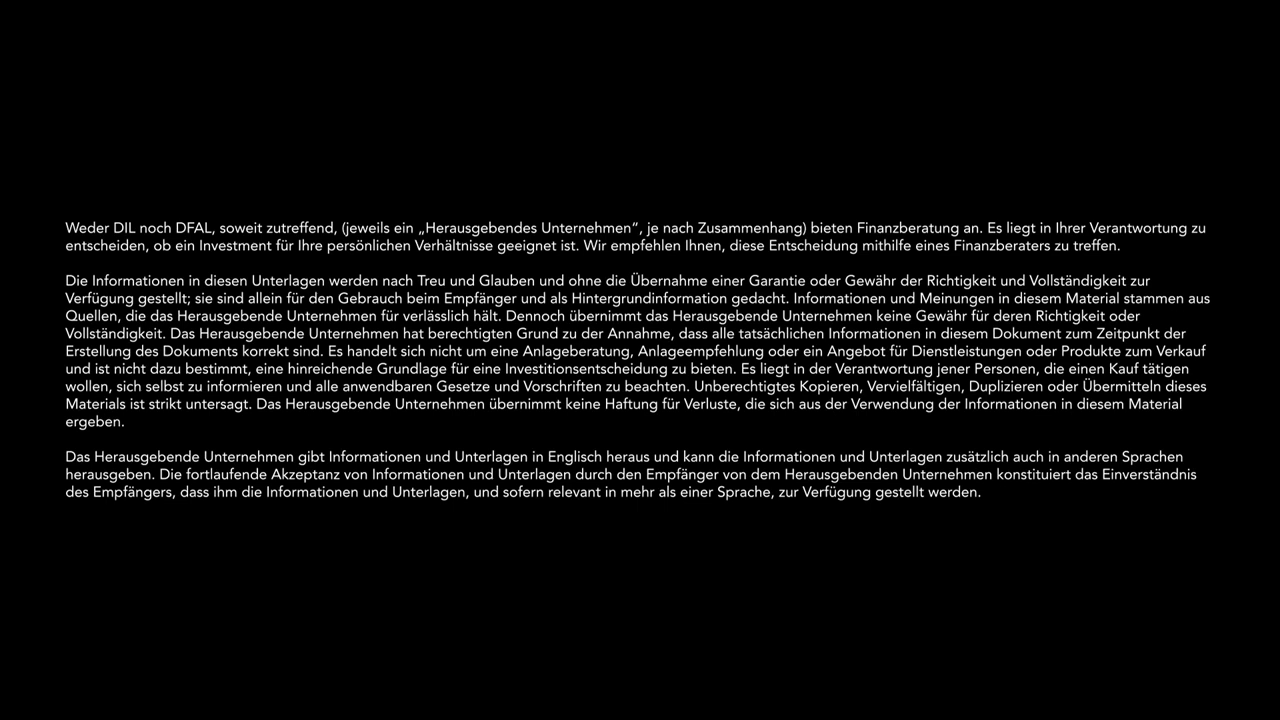 Weder DIL noch DFAL, soweit zutreffend, (jeweils ein „Herausgebendes Unternehmen“, je nach Zusammenhang) bieten Finanzberatung an. Es liegt in Ihrer Verantwortung zu
entscheiden, ob ein Investment für Ihre persönlichen Verhältnisse geeignet ist. Wir empfehlen Ihnen, diese Entscheidung mithilfe eines Finanzberaters zu treffen.
Die Informationen in diesen Unterlagen werden nach Treu und Glauben und ohne die Übernahme einer Garantie oder Gewähr der Richtigkeit und Vollständigkeit zur
Verfügung gestellt; sie sind allein für den Gebrauch beim Empfänger und als Hintergrundinformation gedacht. Informationen und Meinungen in diesem Material stammen aus
Quellen, die das Herausgebende Unternehmen für verlässlich hält. Dennoch übernimmt das Herausgebende Unternehmen keine Gewähr für deren Richtigkeit oder
Vollständigkeit. Das Herausgebende Unternehmen hat berechtigten Grund zu der Annahme, dass alle tatsächlichen Informationen in diesem Dokument zum Zeitpunkt der
Erstellung des Dokuments korrekt sind. Es handelt sich nicht um eine Anlageberatung, Anlageempfehlung oder ein Angebot für Dienstleistungen oder Produkte zum Verkauf
und ist nicht dazu bestimmt, eine hinreichende Grundlage für eine Investitionsentscheidung zu bieten. Es liegt in der Verantwortung jener Personen, die einen Kauf tätigen
wollen, sich selbst zu informieren und alle anwendbaren Gesetze und Vorschriften zu beachten. Unberechtigtes Kopieren, Vervielfältigen, Duplizieren oder Übermitteln dieses
Materials ist strikt untersagt. Das Herausgebende Unternehmen übernimmt keine Haftung für Verluste, die sich aus der Verwendung der Informationen in diesem Material
ergeben.
Das Herausgebende Unternehmen gibt Informationen und Unterlagen in Englisch heraus und kann die Informationen und Unterlagen zusätzlich auch in anderen Sprachen
herausgeben. Die fortlaufende Akzeptanz von Informationen und Unterlagen durch den Empfänger von dem Herausgebenden Unternehmen konstituiert das Einverständnis
des Empfängers, dass ihm die Informationen und Unterlagen, und sofern relevant in mehr als einer Sprache, zur Verfügung gestellt werden.